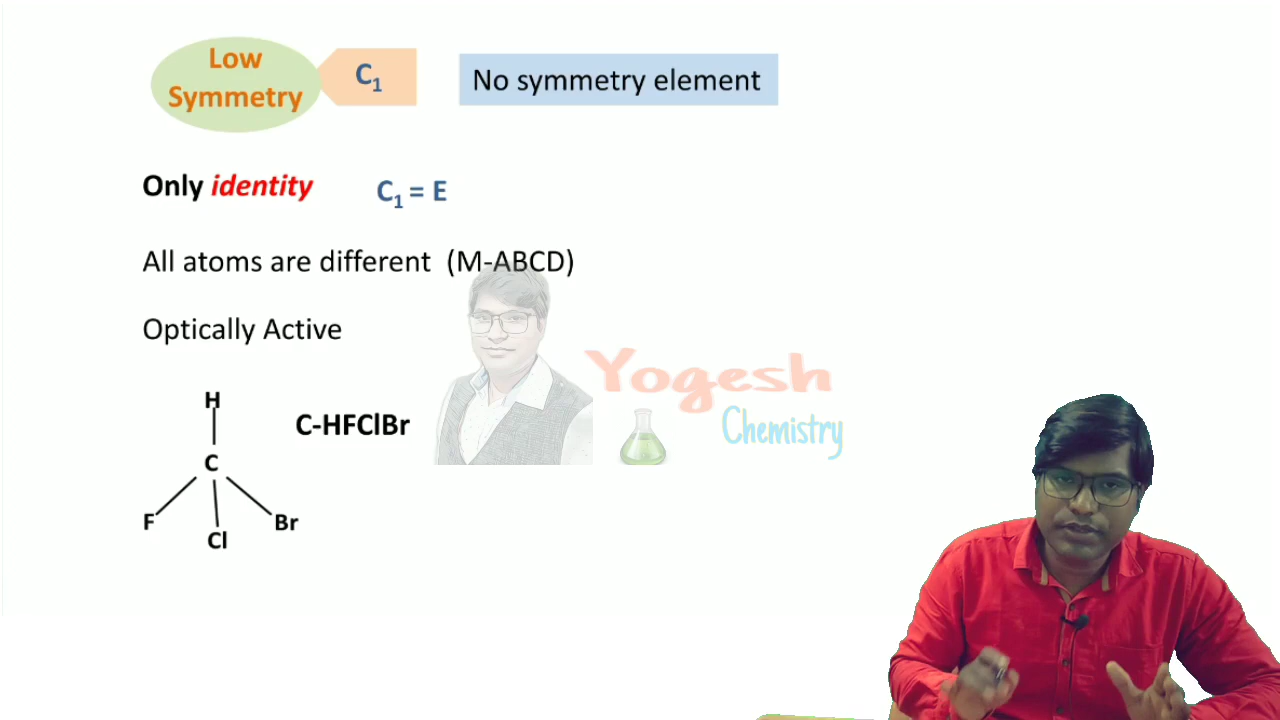 Low
Symmetry
C₁
No symmetry element
Only identity
C₁ = E
All atoms are different (M-ABCD)
Optically Active
Yogesh
Chemistry
H
C-HFClBr
C
F
Br
Cl